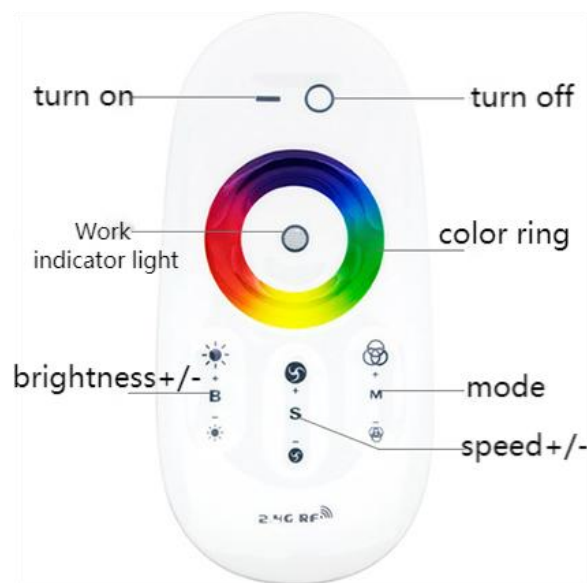 turn on
turn off
Work
indicator light
color ring
brightness+/-
+
B
-
+
S
-
+
M
-
mode
speed+/-
2.4G RF